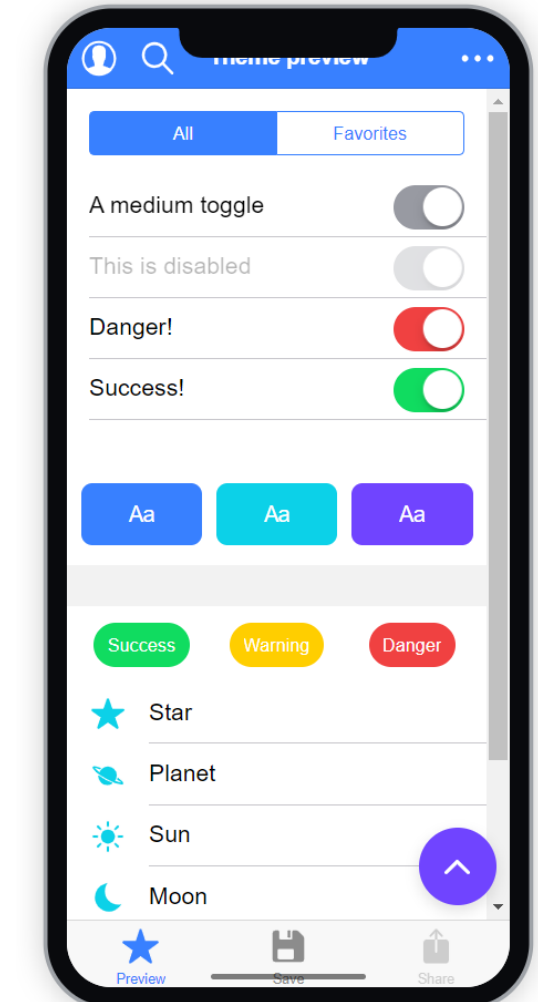 Theme preview
All Favorites
A medium toggle
This is disabled
Danger!
Success!
Aa Aa Aa
Success Warning Danger
Star
Planet
Sun
Moon
Preview Save Share